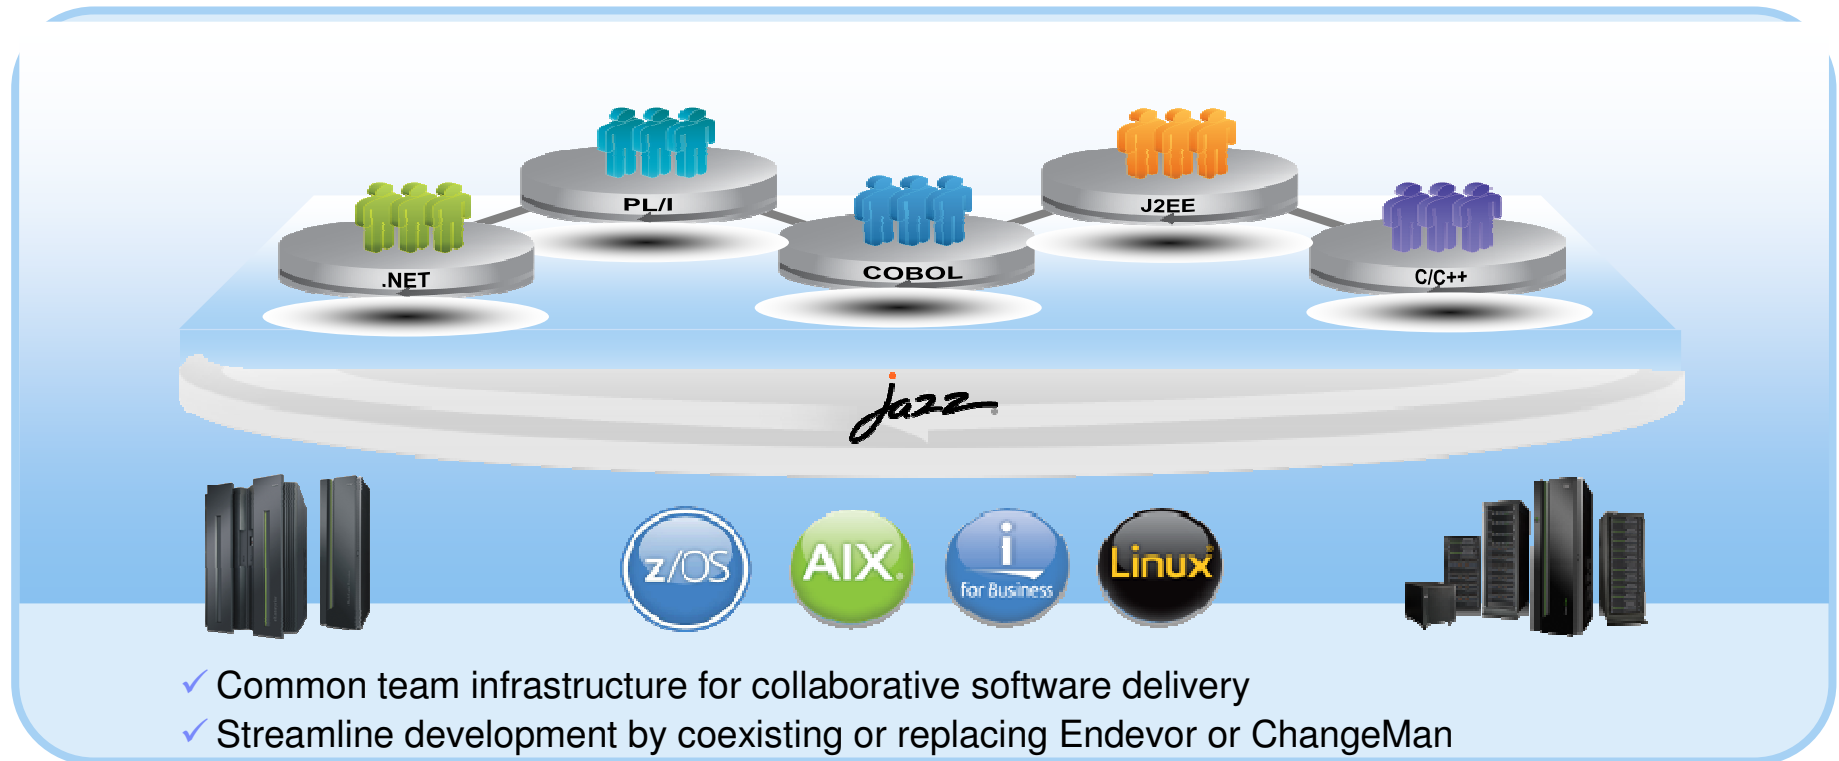 PL/I
J2EE
.NET
COBOL
C/C++
jazz
z/OS
AIX.
i
for Business
Linux®
Common team infrastructure for collaborative software delivery
Streamline development by coexisting or replacing Endevor or ChangeMan